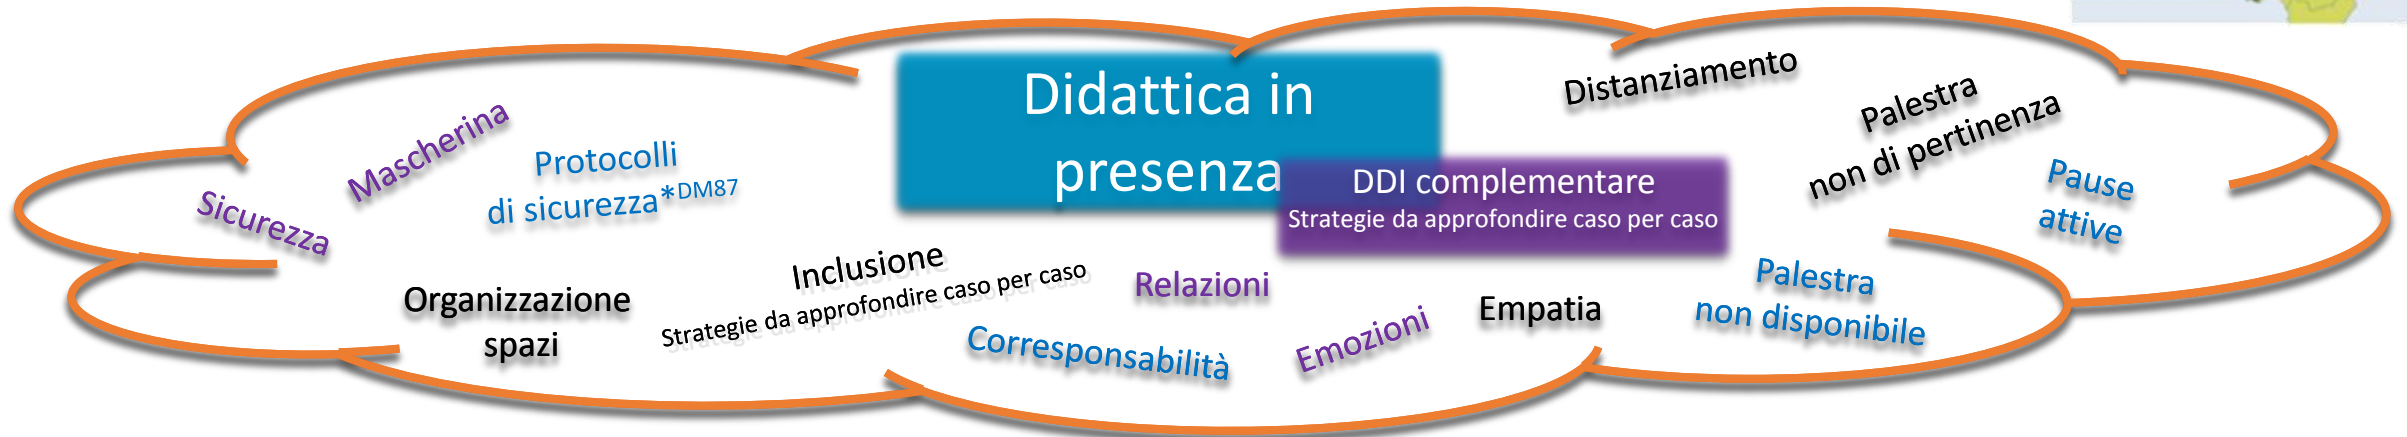 Didattica in
presenza
DDI complementare
Strategie da approfondire caso per caso
Distanziamento
Palestra
non di pertinenza
Pause
attive
Mascherina
Protocolli
di sicurezza*DM87
Sicurezza
Organizzazione
spazi
Inclusione
Strategie da approfondire caso per caso
Relazioni
Corresponsabilità
Emozioni
Empatia
Palestra
non disponibile